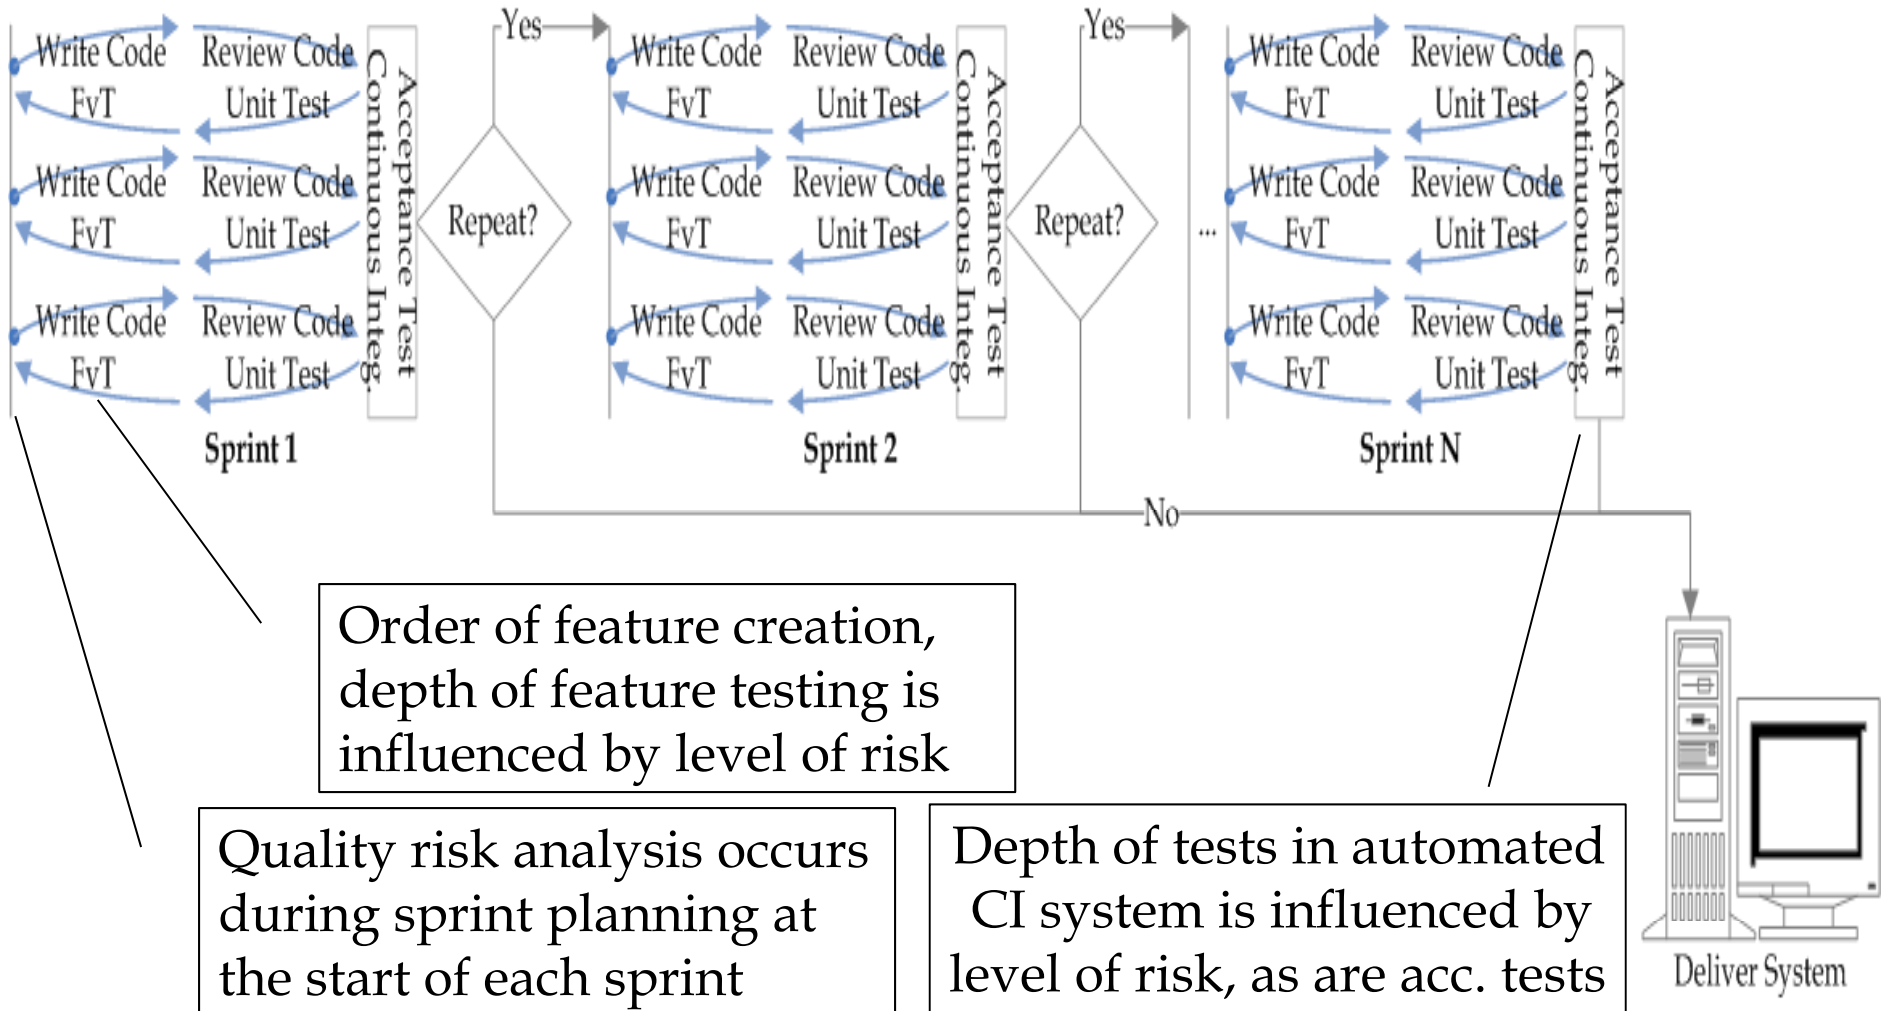 Write Code Review Code
FvT Unit Test
Write Code Review Code
FvT Unit Test
Write Code Review Code
FvT Unit Test
Acceptance Test
Continuous Integ.
Sprint 1
Repeat?
Yes
Write Code Review Code
FvT Unit Test
Write Code Review Code
FvT Unit Test
Write Code Review Code
FvT Unit Test
Acceptance Test
Continuous Integ.
Sprint 2
Repeat?
Yes
...
Write Code Review Code
FvT Unit Test
Write Code Review Code
FvT Unit Test
Write Code Review Code
FvT Unit Test
Acceptance Test
Continuous Integ.
Sprint N
No
Order of feature creation,
depth of feature testing is
influenced by level of risk
Quality risk analysis occurs
during sprint planning at
the start of each sprint
Depth of tests in automated
CI system is influenced by
level of risk, as are acc. tests
Deliver System